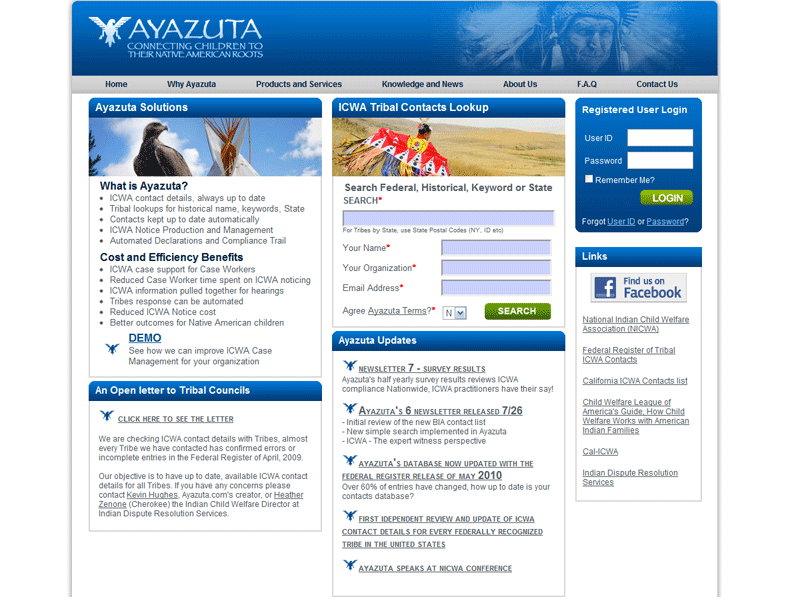 AYAZUTA
CONNECTING CHILDREN TO
THEIR NATIVE AMERICAN ROOTS
Home
Why Ayazuta
Products and Services
Knowledge and News
About Us
F.A.Q
Contact Us
Ayazuta Solutions
What is Ayazuta?
ICWA contact details, always up to date
Tribal lookups for historical name, keywords, State
Contacts kept up to date automatically
ICWA Notice Production and Management
Automated Declarations and Compliance Trail
Cost and Efficiency Benefits
ICWA case support for Case Workers
Reduced Case Worker time spent on ICWA noticing
ICWA information pulled together for hearings
Tribes response can be automated
Reduced ICWA Notice cost
Better outcomes for Native American children
DEMO
See how we can improve ICWA Case
Management for your organization
An Open letter to Tribal Councils
CLICK HERE TO SEE THE LETTER
We are checking ICWA contact details with Tribes, almost
every Tribe we have contacted has confirmed errors or
incomplete entries in the Federal Register of April, 2009.
Our objective is to have up to date, available ICWA contact
details for all Tribes. If you have any concerns please
contact Kevin Hughes, Ayazuta.com's creator, or Heather
Zenone (Cherokee) the Indian Child Welfare Director at
Indian Dispute Resolution Services.
ICWA Tribal Contacts Lookup
Search Federal, Historical, Keyword or State
SEARCH*
For Tribes by State, use State Postal Codes (NY, ID etc)
Your Name*
Your Organization*
Email Address*
Agree Ayazuta Terms?* N SEARCH
Ayazuta Updates
NEWSLETTER 7 - SURVEY RESULTS
Ayazuta's half yearly survey results reviews ICWA
compliance Nationwide, ICWA practitioners have their say!
AYAZUTA'S 6 NEWSLETTER RELEASED 7/26
- Initial review of the new BIA contact list
- New simple search implemented in Ayazuta
- ICWA - The expert witness perspective
AYAZUTA'S DATABASE NOW UPDATED WITH THE
FEDERAL REGISTER RELEASE OF MAY 2010
Over 60% of entries have changed, how up to date is your
contacts database?
FIRST IDEPENDENT REVIEW AND UPDATE OF ICWA
CONTACT DETAILS FOR EVERY FEDERALLY RECOGNIZED
TRIBE IN THE UNITED STATES
AYAZUTA SPEAKS AT NICWA CONFERENCE
Registered User Login
User ID
Password
Remember Me?
LOGIN
Forgot User ID or Password?
Links
Find us on
Facebook
National Indian Child Welfare
Association (NICWA)
Federal Register of Tribal
ICWA Contacts
California ICWA Contacts list
Child Welfare League of
America's Guide, How Child
Welfare Works with American
Indian Families
Cal-ICWA
Indian Dispute Resolution
Services